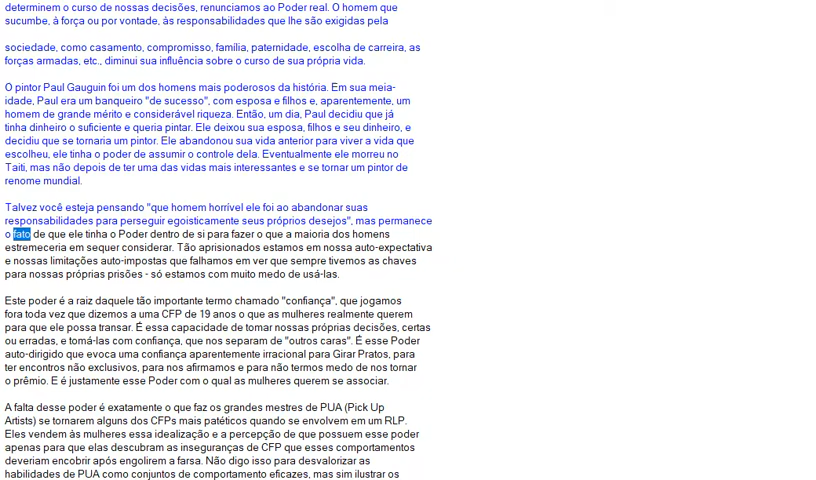 determinem o curso de nossas decisões, renunciamos ao Poder real. O homem que
sucumbe, à força ou por vontade, às responsabilidades que lhe são exigidas pela
sociedade, como casamento, compromisso, família, paternidade, escolha de carreira, as
forças armadas, etc., diminui sua influência sobre o curso de sua própria vida.
O pintor Paul Gauguin foi um dos homens mais poderosos da história. Em sua meia-
idade, Paul era um banqueiro "de sucesso", com esposa e filhos e, aparentemente, um
homem de grande mérito e considerável riqueza. Então, um dia, Paul decidiu que já
tinha dinheiro o suficiente e queria pintar. Ele deixou sua esposa, filhos e seu dinheiro, e
decidiu que se tornaria um pintor. Ele abandonou sua vida anterior para viver a vida que
escolheu, ele tinha o poder de assumir o controle dela. Eventualmente ele morreu no
Taiti, mas não depois de ter uma das vidas mais interessantes e se tornar um pintor de
renome mundial.
Talvez você esteja pensando "que homem horrível ele foi ao abandonar suas
responsabilidades para perseguir egoisticamente seus próprios desejos", mas permanece
o fato de que ele tinha o Poder dentro de si para fazer o que a maioria dos homens
estremeceria em sequer considerar. Tão aprisionados estamos em nossa auto-expectativa
e nossas limitações auto-impostas que falhamos em ver que sempre tivemos as chaves
para nossas próprias prisões - só estamos com muito medo de usá-las.
Este poder é a raiz daquele tão importante termo chamado "confiança", que jogamos
fora toda vez que dizemos a uma CFP de 19 anos o que as mulheres realmente querem
para que ele possa transar. É essa capacidade de tomar nossas próprias decisões, certas
ou erradas, e tomá-las com confiança, que nos separam de "outros caras". É esse Poder
auto-dirigido que evoca uma confiança aparentemente irracional para Girar Pratos, para
ter encontros não exclusivos, para nos afirmamos e para não termos medo de nos tornar
o prêmio. E é justamente esse Poder com o qual as mulheres querem se associar.
A falta desse poder é exatamente o que faz os grandes mestres de PUA (Pick Up
Artists) se tornarem alguns dos CFPs mais patéticos quando se envolvem em um RLP.
Eles vendem às mulheres essa idealização e a percepção de que possuem esse poder
apenas para que elas descubram as inseguranças de CFP que esses comportamentos
deveriam encobrir após engolirem a farsa. Não digo isso para desvalorizar as
habilidades de PUA como conjuntos de comportamento eficazes, mas sim ilustrar os